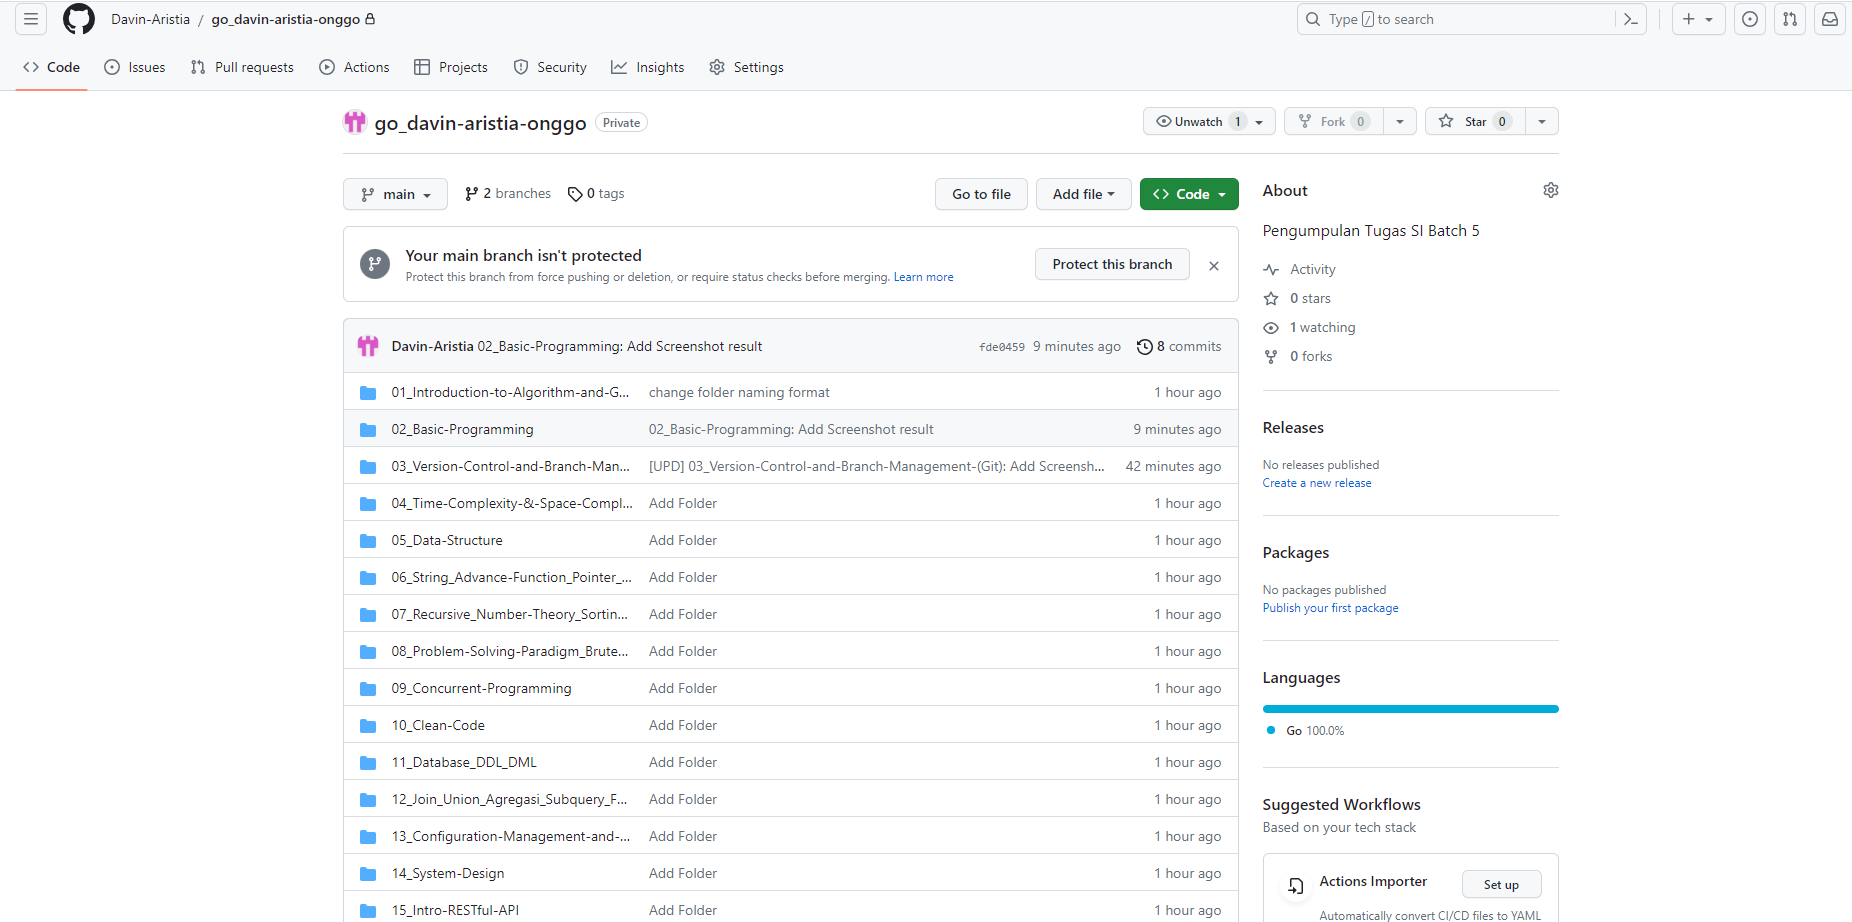 Davin-Aristia / go_davin-aristia-onggo
Type / to search
Code Issues Pull requests Actions Projects Security Insights Settings
go_davin-aristia-onggo Private
Unwatch 1 Fork 0 Star 0
main 2 branches 0 tags
Go to file Add file Code
Your main branch isn't protected
Protect this branch from force pushing or deletion, or require status checks before merging. Learn more
Protect this branch
Davin-Aristia 02_Basic-Programming: Add Screenshot result fde0459 9 minutes ago 8 commits
01_Introduction-to-Algorithm-and-G... change folder naming format 1 hour ago
02_Basic-Programming 02_Basic-Programming: Add Screenshot result 9 minutes ago
03_Version-Control-and-Branch-Man... [UPD] 03_Version-Control-and-Branch-Management-(Git): Add Screensh... 42 minutes ago
04_Time-Complexity-&-Space-Compl... Add Folder 1 hour ago
05_Data-Structure Add Folder 1 hour ago
06_String_Advance-Function_Pointer_... Add Folder 1 hour ago
07_Recursive_Number-Theory_Sortin... Add Folder 1 hour ago
08_Problem-Solving-Paradigm_Brute... Add Folder 1 hour ago
09_Concurrent-Programming Add Folder 1 hour ago
10_Clean-Code Add Folder 1 hour ago
11_Database_DDL_DML Add Folder 1 hour ago
12_Join_Union_Agregasi_Subquery_F... Add Folder 1 hour ago
13_Configuration-Management-and-... Add Folder 1 hour ago
14_System-Design Add Folder 1 hour ago
15_Intro-RESTful-API Add Folder 1 hour ago
About
Pengumpulan Tugas SI Batch 5
Activity
0 stars
1 watching
0 forks
Releases
No releases published
Create a new release
Packages
No packages published
Publish your first package
Languages
Go 100.0%
Suggested Workflows
Based on your tech stack
Actions Importer Set up
Automatically convert CI/CD files to YAML